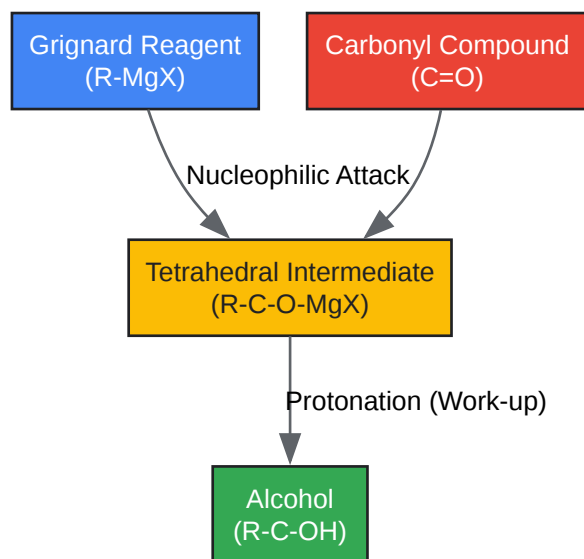 Grignard Reagent
(R-MgX)
Carbonyl Compound
(C=O)
Nucleophilic Attack
Tetrahedral Intermediate
(R-C-O-MgX)
Protonation (Work-up)
Alcohol
(R-C-OH)